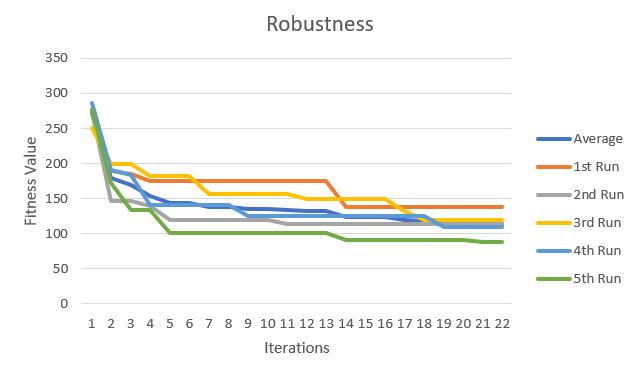 Robustness
350
300
250
200
150
100
50
0
Fitness Value
1 2 3 4 5 6 7 8 9 10 11 12 13 14 15 16 17 18 19 20 21 22
Iterations
Average
1st Run
2nd Run
3rd Run
4th Run
5th Run